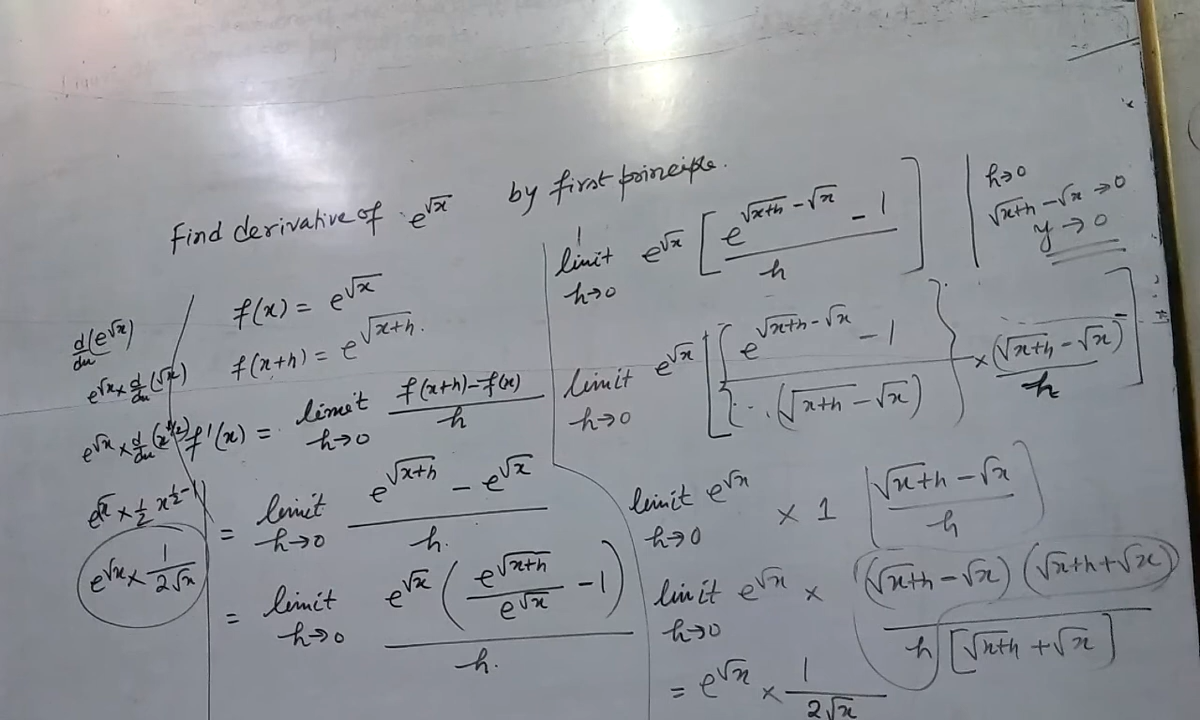 Find derivative of e^√x by first principle.
d/dx(e^√x)
e^√x × d/dx(√x)
e^√x × d/dx(x^1/2)
e^√x × 1/2 x^(1/2 - 1)
e^√x × 1/(2√x)
f(x) = e^√x
f(x+h) = e^√(x+h).
f'(x) = limit h→0 (f(x+h) - f(x))/h
= limit h→0 (e^√(x+h) - e^√x)/h.
= limit h→0 e^√x (e^√(x+h)/e^√x - 1)/h.
limit h→0 e^√x [(e^(√(x+h) - √x) - 1)/h]
h→0
√(x+h) - √x → 0
y → 0
limit h→0 e^√x [{(e^(√(x+h) - √x) - 1)/(√(x+h) - √x)} × (√(x+h) - √x)/h]
limit h→0 e^√x × 1 [(√(x+h) - √x)/h]
limit h→0 e^√x × (√(x+h) - √x)(√(x+h) + √x)/(h[√(x+h) + √x])
= e^√x × 1/(2√x)